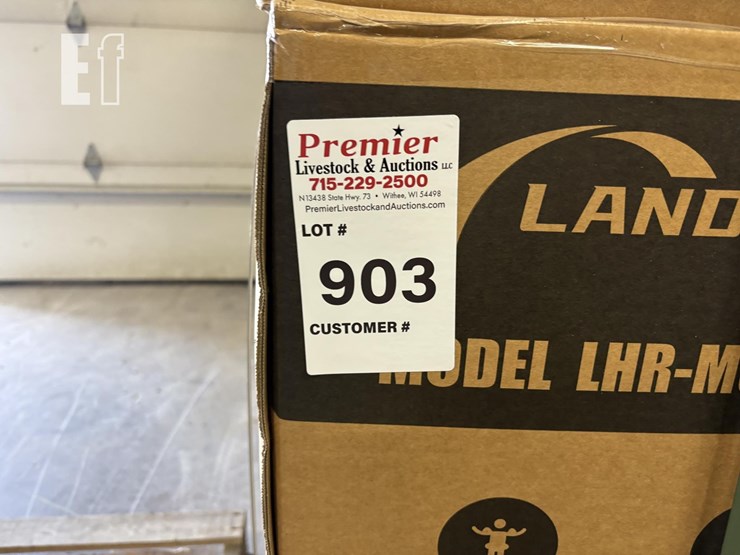 Ef
Premier
Livestock & Auctions LLC
715-229-2500
N13438 State Hwy. 73 • Withee, WI 54498
PremierLivestockandAuctions.com
LOT #
903
CUSTOMER #
LAND
MODEL LHR-M